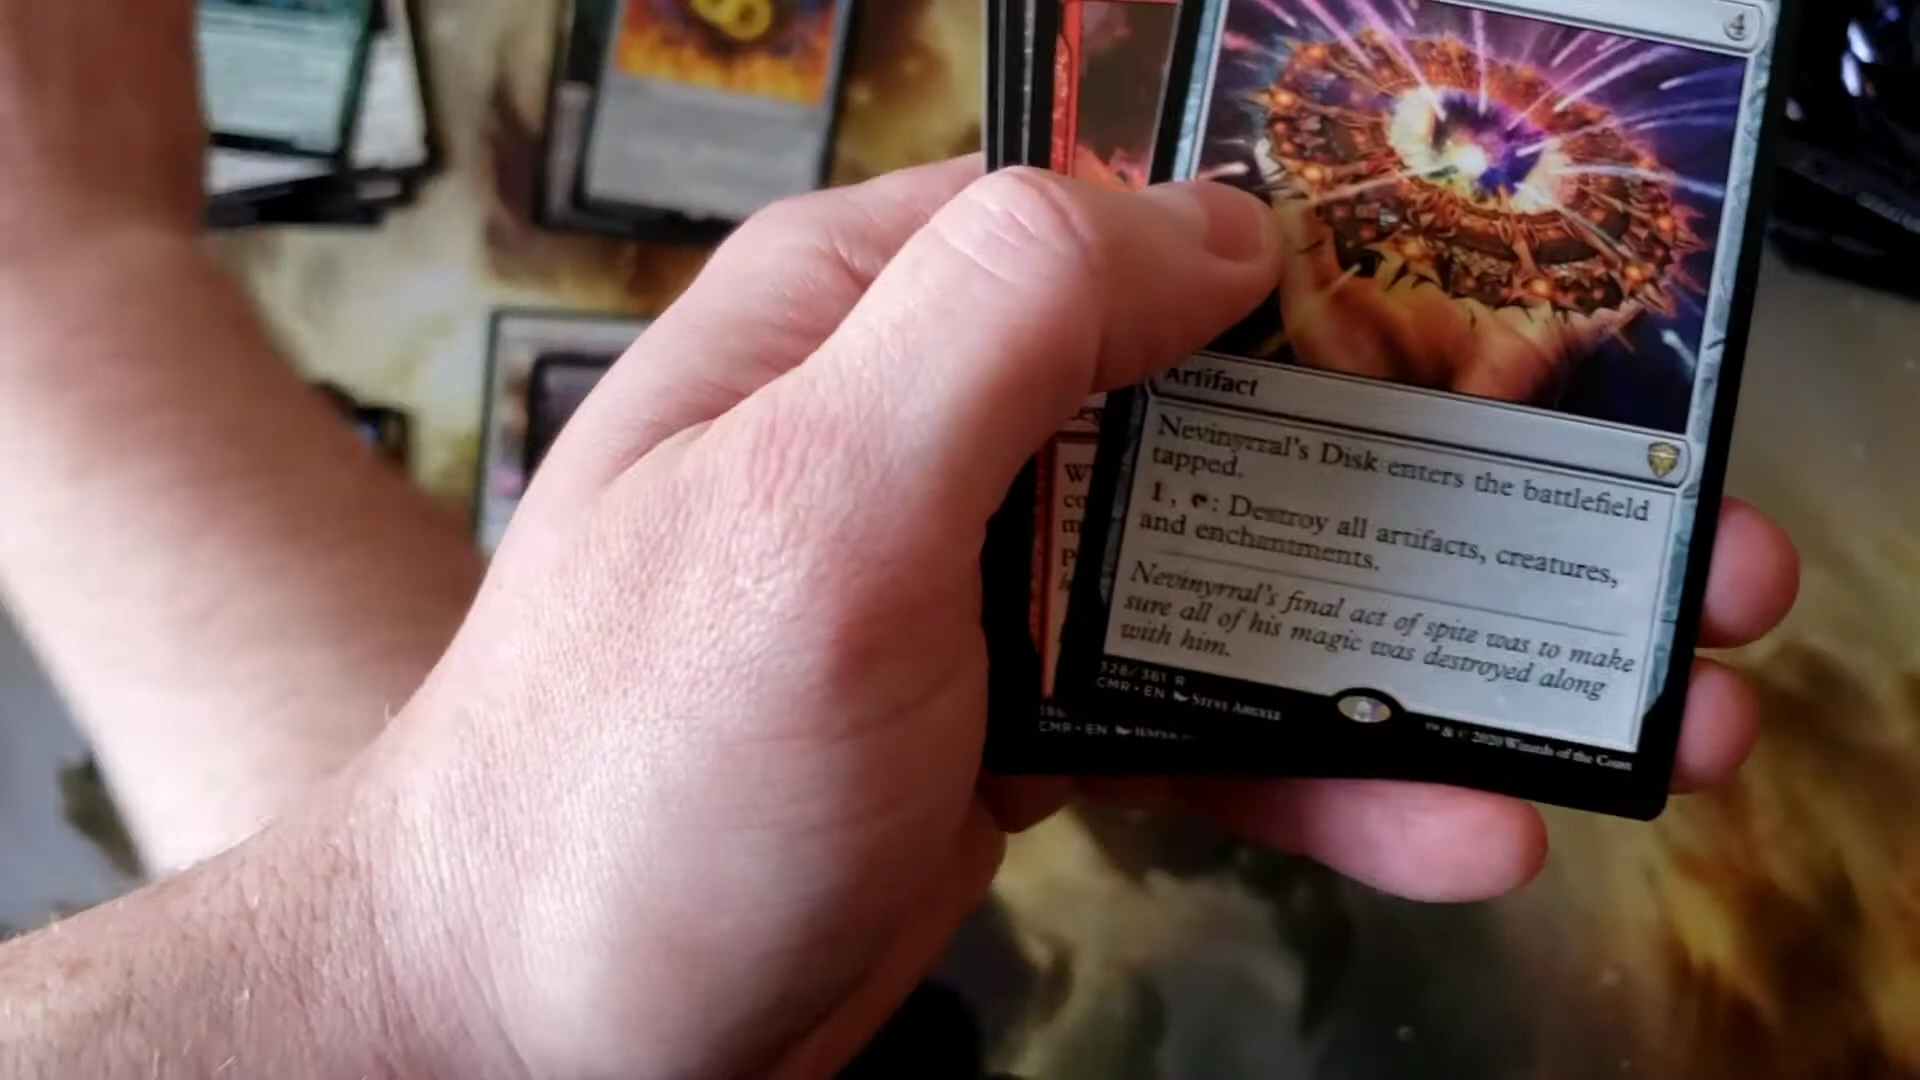 4
Artifact
Nevinyrral's Disk enters the battlefield
tapped.
1, : Destroy all artifacts, creatures,
and enchantments.
Nevinyrral's final act of spite was to make
sure all of his magic was destroyed along
with him.
328/361 R
CMR • EN Steve Argyle
™ & © 2020 Wizards of the Coast
CMR • EN